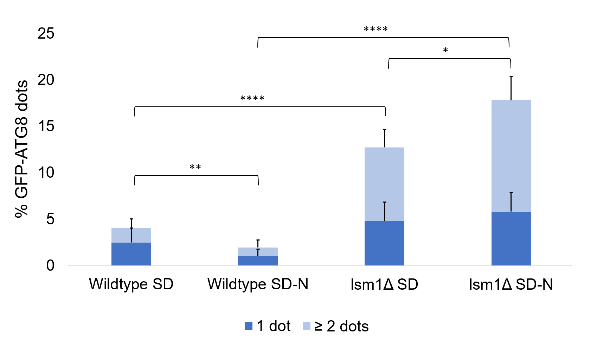 25
****
20
*
15
****
10
**
5
0
% GFP-ATG8 dots
Wildtype SD
Wildtype SD-N
lsm1Δ SD
lsm1Δ SD-N
1 dot
≥ 2 dots